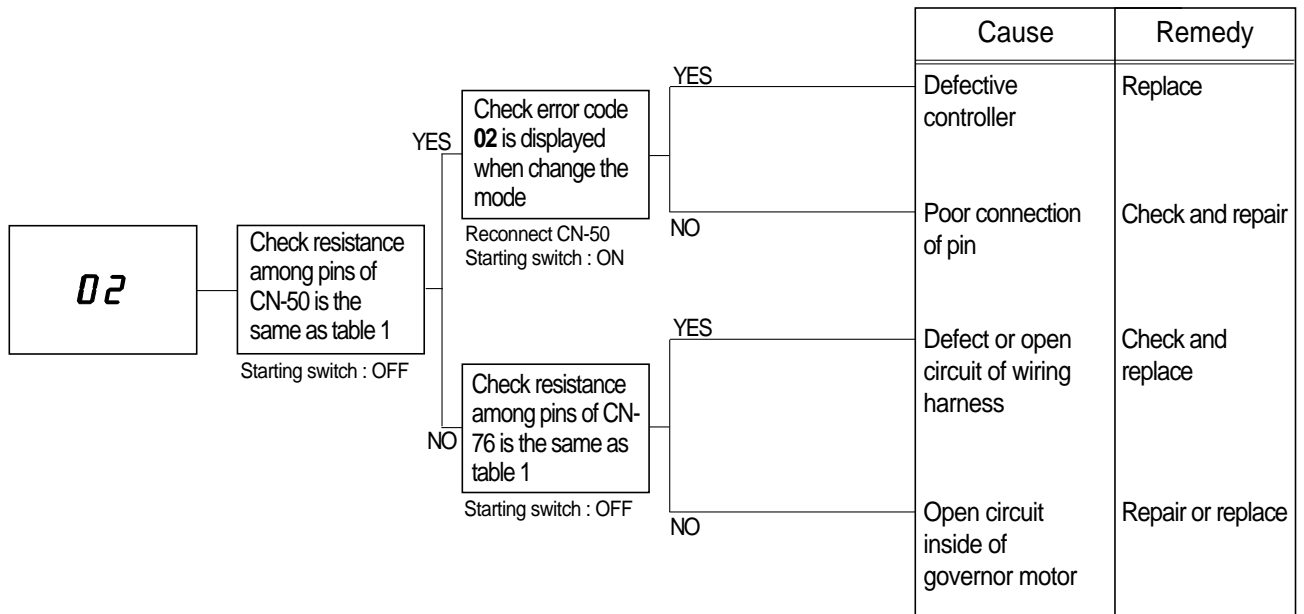 02
Check resistance
among pins of
CN-50 is the
same as table 1
Starting switch : OFF
YES
Check error code
02 is displayed
when change the
mode
Reconnect CN-50
Starting switch : ON
NO
Check resistance
among pins of CN-
76 is the same as
table 1
Starting switch : OFF
YES
NO
YES
NO
Cause
Remedy
Defective
controller
Replace
Poor connection
of pin
Check and repair
Defect or open
circuit of wiring
harness
Check and
replace
Open circuit
inside of
governor motor
Repair or replace